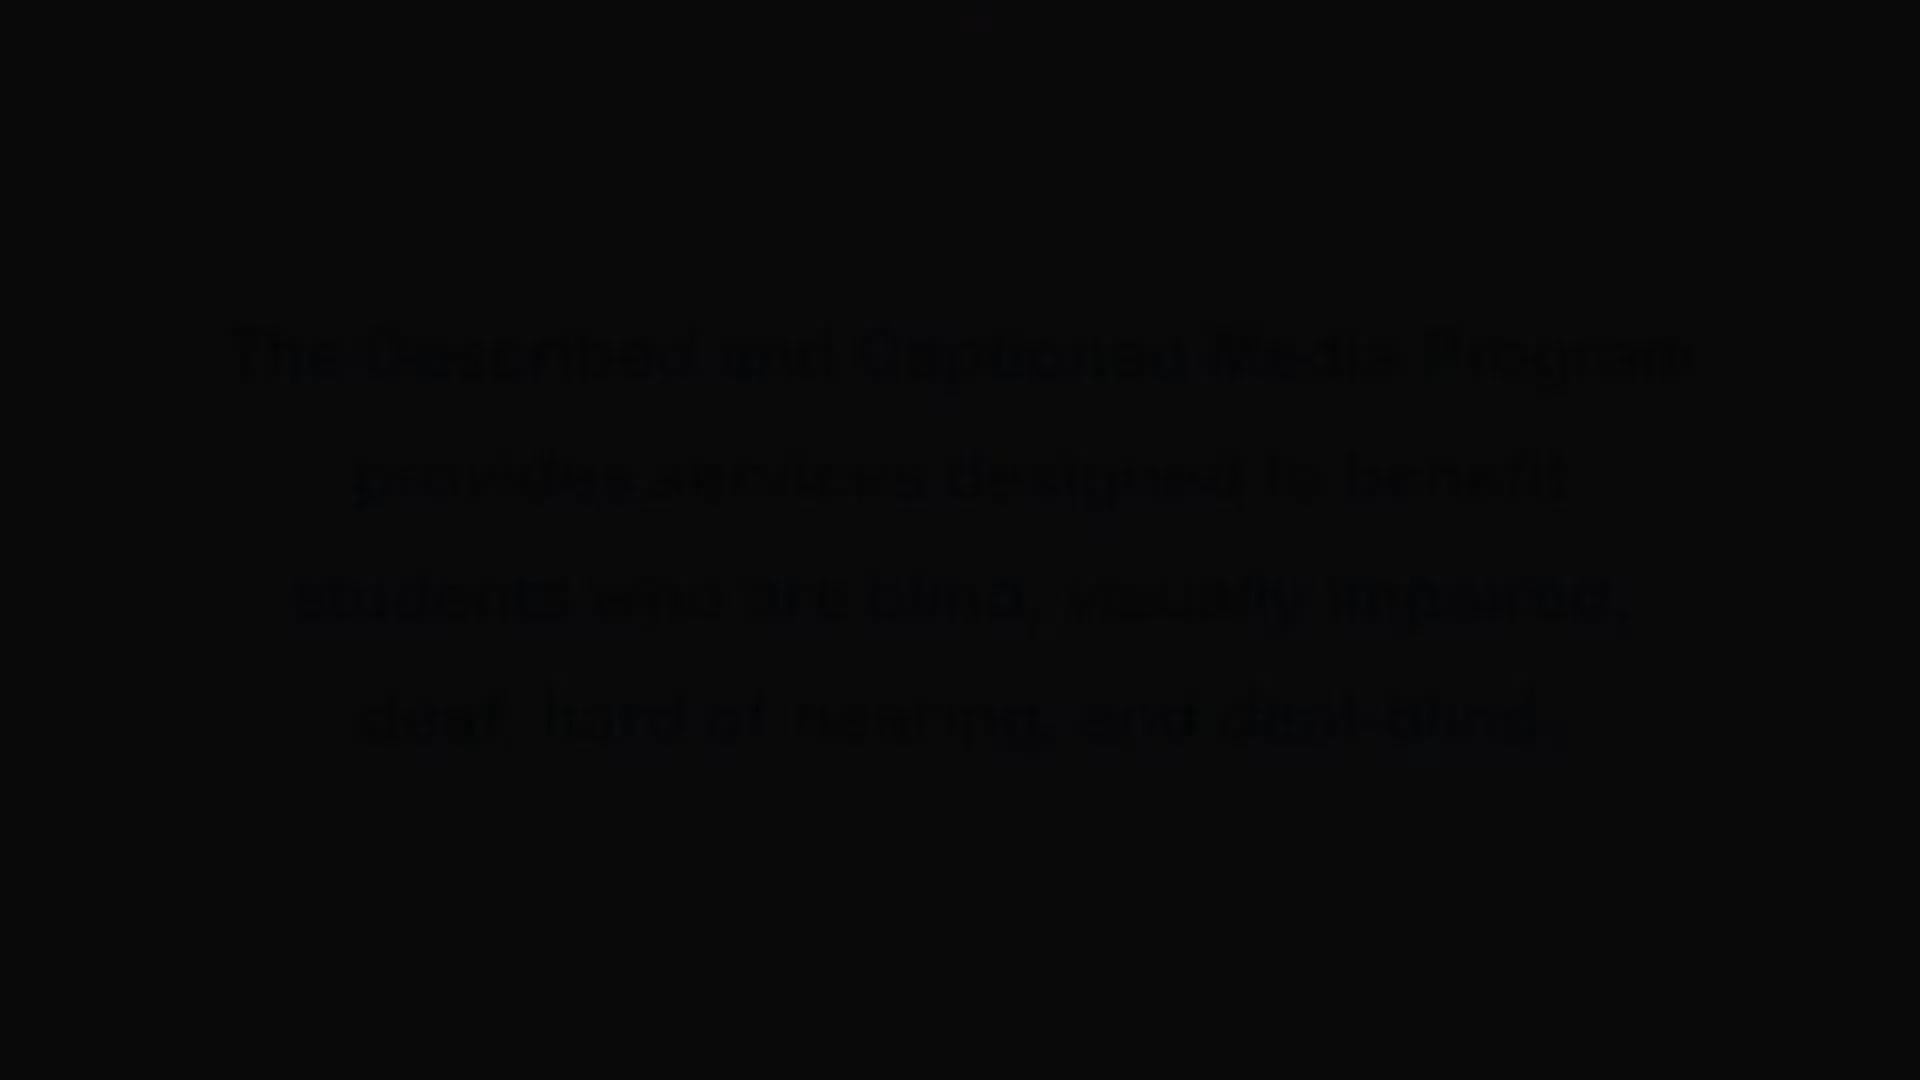 The Described and Captioned Media Program
provides services designed to benefit
students who are blind, visually impaired,
deaf, hard of hearing, and deaf-blind.